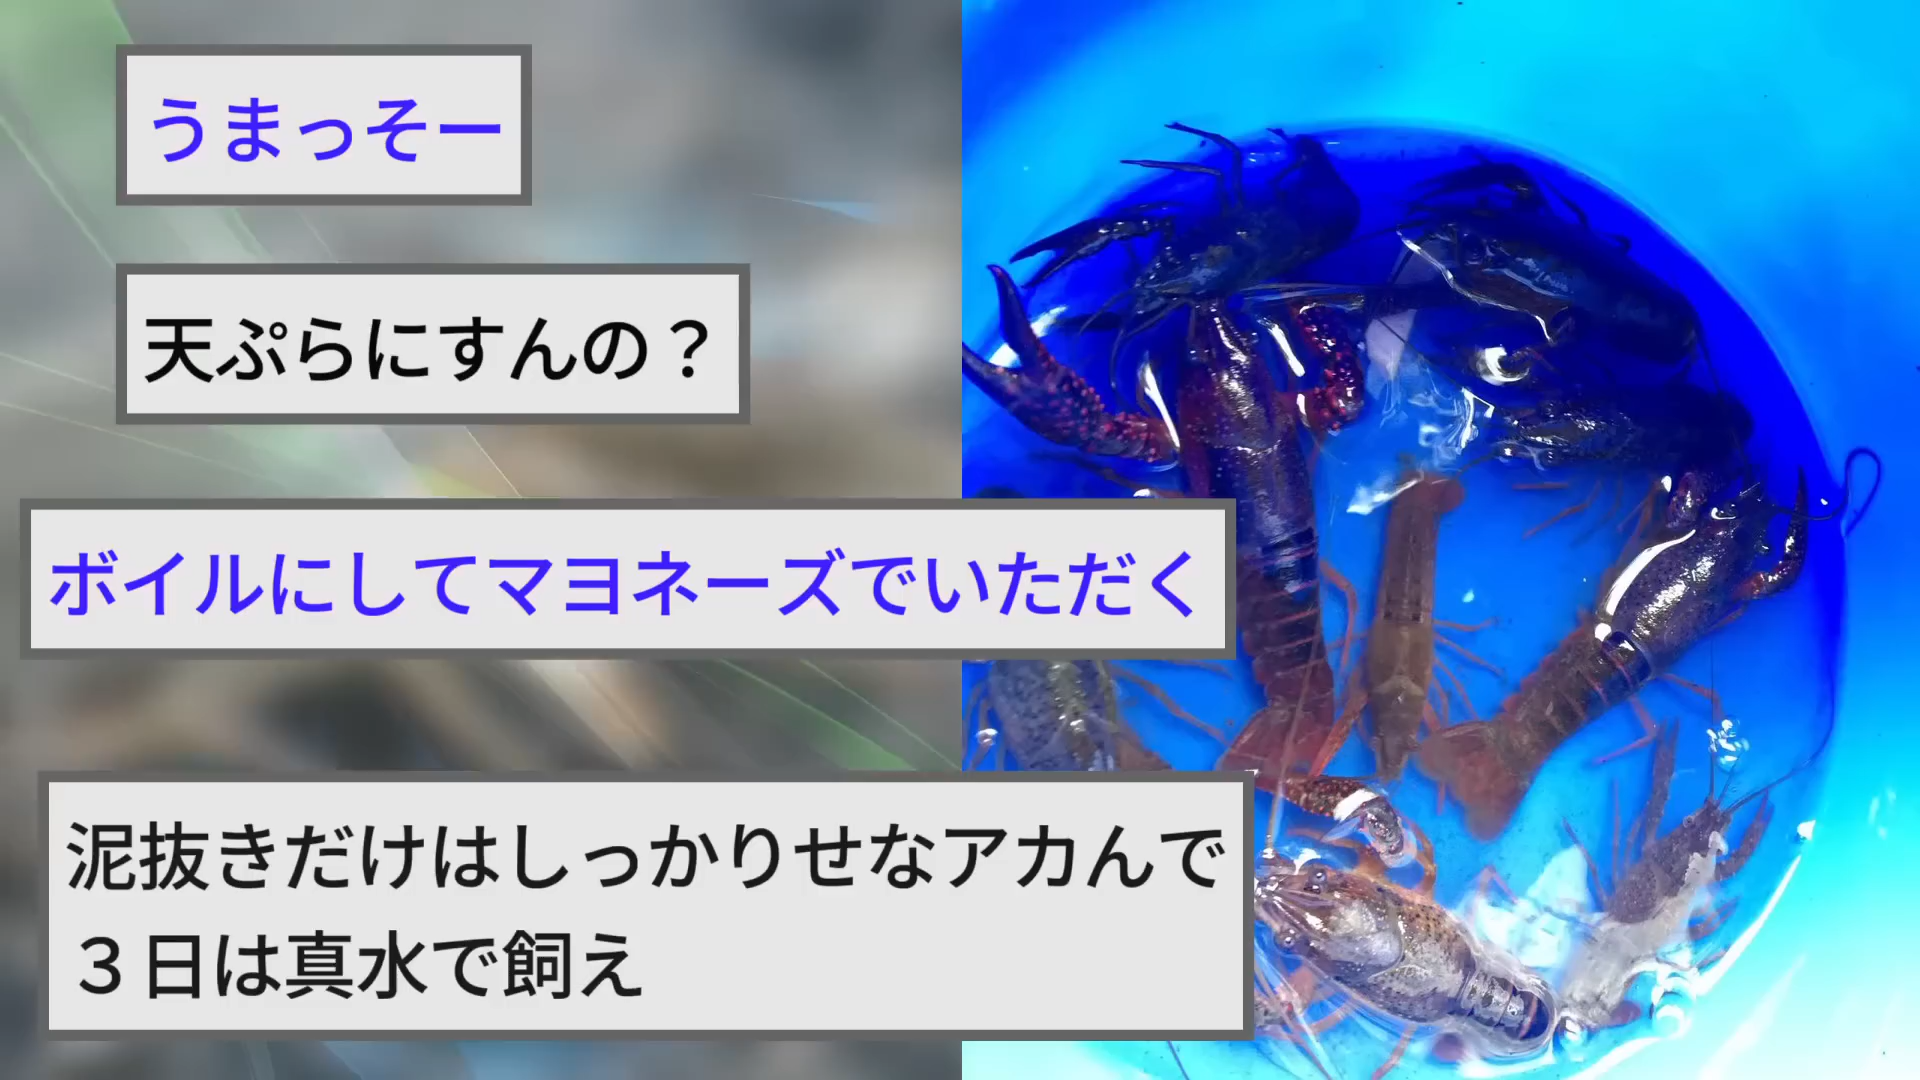 うまっそー
天ぷらにすんの？
ボイルにしてマヨネーズでいただく
泥抜きだけはしっかりせなアカんで
３日は真水で飼え